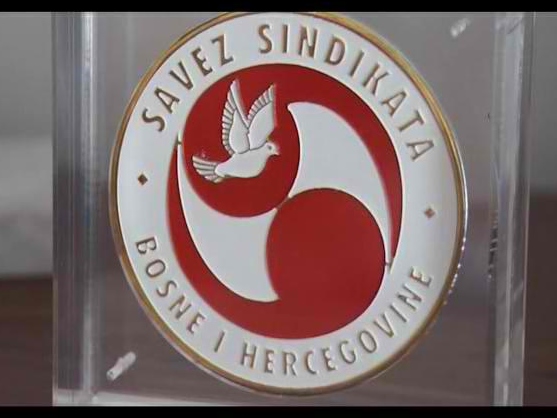 SAVEZ SINDIKATA
BOSNE I HERCEGOVINE